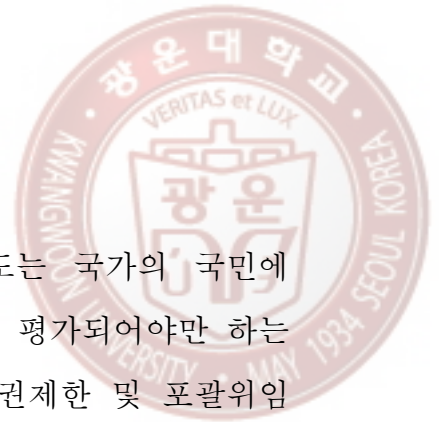 광운대학교
VERITAS et LUX
광운
KWANGWOON UNIVERSITY • MAY 1934 SEOUL KOREA
도는 국가의 국민에
평가되어야만 하는
권제한 및 포괄위임